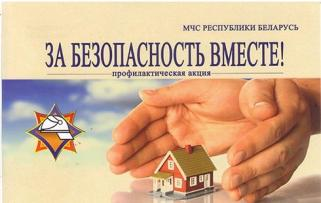 МЧС РЕСПУБЛИКИ БЕЛАРУСЬ
ЗА БЕЗОПАСНОСТЬ ВМЕСТЕ!
профилактическая акция